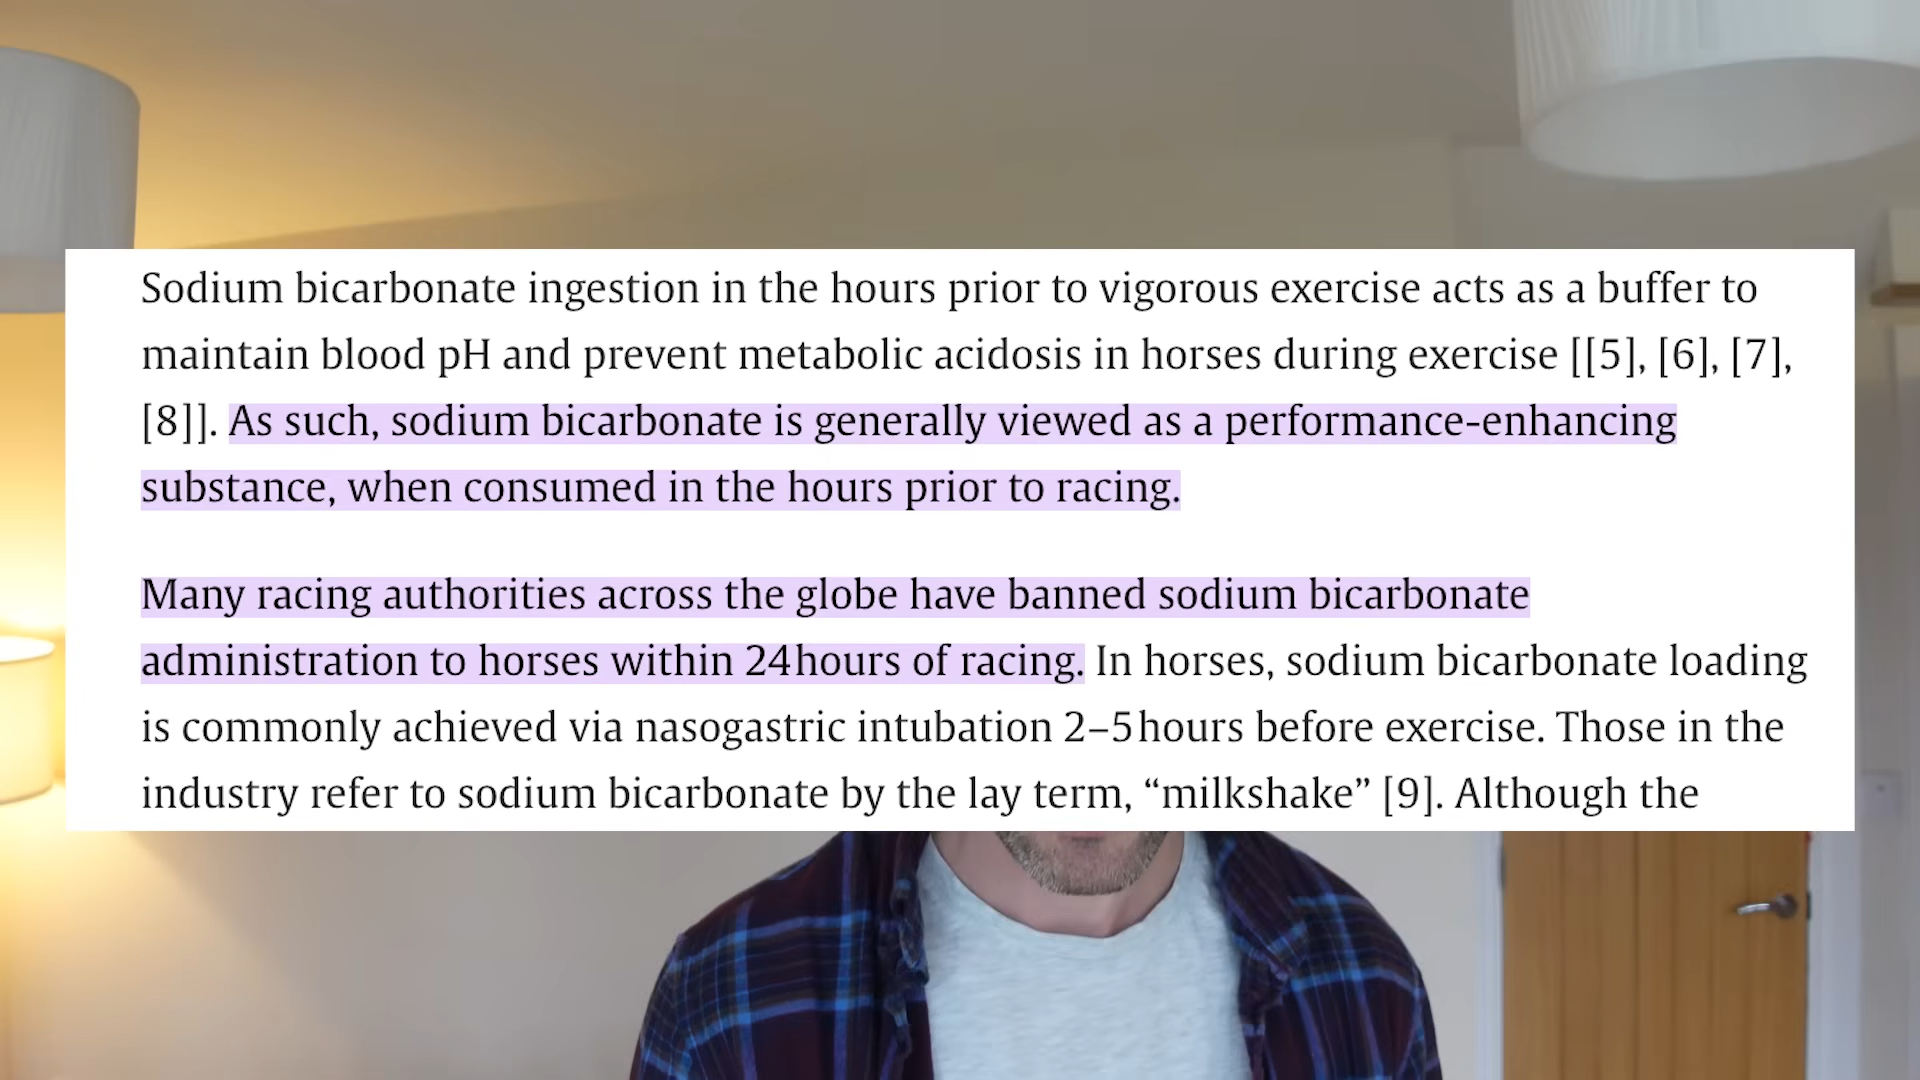 Sodium bicarbonate ingestion in the hours prior to vigorous exercise acts as a buffer to
maintain blood pH and prevent metabolic acidosis in horses during exercise [[5], [6], [7],
[8]]. As such, sodium bicarbonate is generally viewed as a performance-enhancing
substance, when consumed in the hours prior to racing.
Many racing authorities across the globe have banned sodium bicarbonate
administration to horses within 24 hours of racing. In horses, sodium bicarbonate loading
is commonly achieved via nasogastric intubation 2–5 hours before exercise. Those in the
industry refer to sodium bicarbonate by the lay term, “milkshake” [9]. Although the